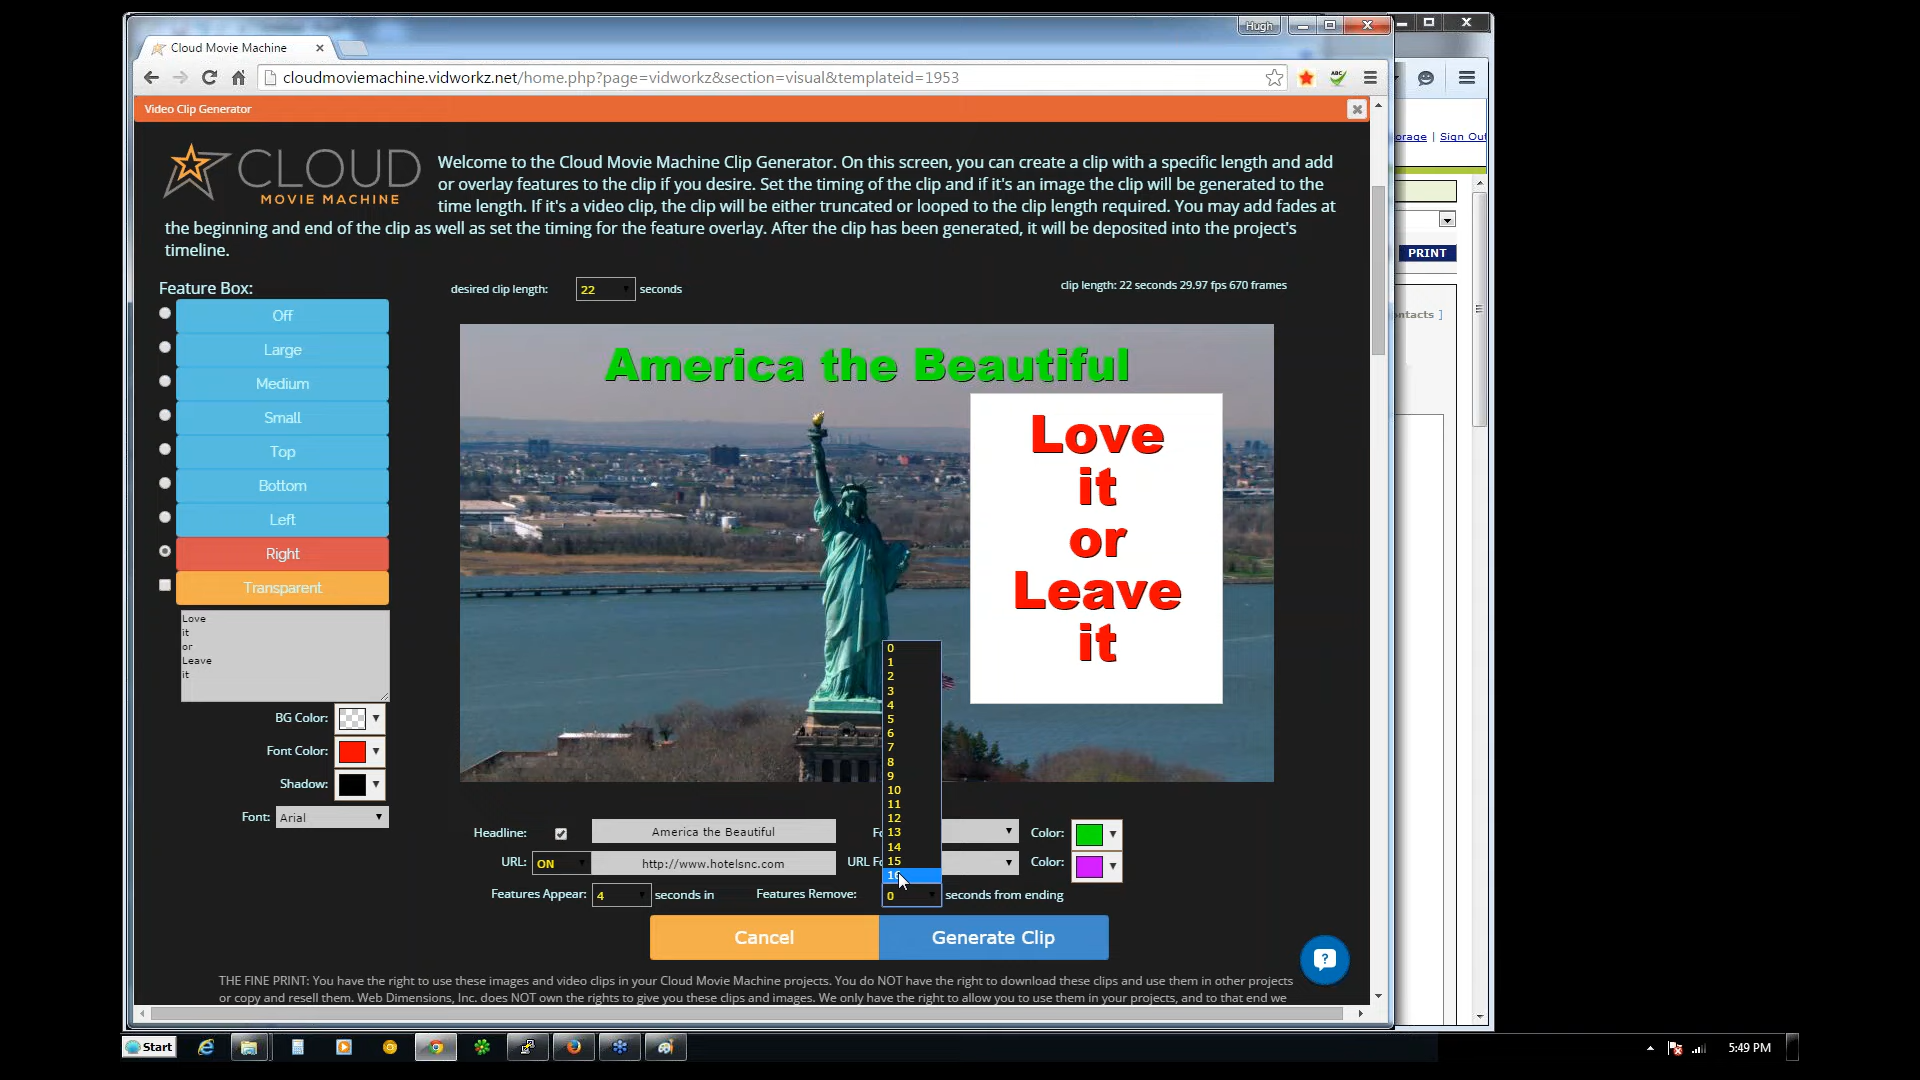 Hugh
Cloud Movie Machine
cloudmoviemachine.vidworkz.net/home.php?page=vidworkz&section=visual&templateid=1953
ABC
Video Clip Generator
orage | Sign Out
CLOUD
MOVIE MACHINE
Welcome to the Cloud Movie Machine Clip Generator. On this screen, you can create a clip with a specific length and add
or overlay features to the clip if you desire. Set the timing of the clip and if it's an image the clip will be generated to the
time length. If it's a video clip, the clip will be either truncated or looped to the clip length required. You may add fades at
the beginning and end of the clip as well as set the timing for the feature overlay. After the clip has been generated, it will be deposited into the project's
timeline.
PRINT
Feature Box:
desired clip length: 22 seconds
clip length: 22 seconds 29.97 fps 670 frames
ontacts ]
Off
Large
Medium
Small
Top
Bottom
Left
Right
Transparent
Love
it
or
Leave
it
BG Color:
Font Color:
Shadow:
Font: Arial
America the Beautiful
Love
it
or
Leave
it
0
1
2
3
4
5
6
7
8
9
10
11
12
13
14
15
16
Headline: America the Beautiful Fo Color:
URL: ON http://www.hotelsnc.com URL Fo Color:
Features Appear: 4 seconds in Features Remove: 0 seconds from ending
Cancel
Generate Clip
?
THE FINE PRINT: You have the right to use these images and video clips in your Cloud Movie Machine projects. You do NOT have the right to download these clips and use them in other projects
or copy and resell them. Web Dimensions, Inc. does NOT own the rights to give you these clips and images. We only have the right to allow you to use them in your projects, and to that end we
Start
5:49 PM